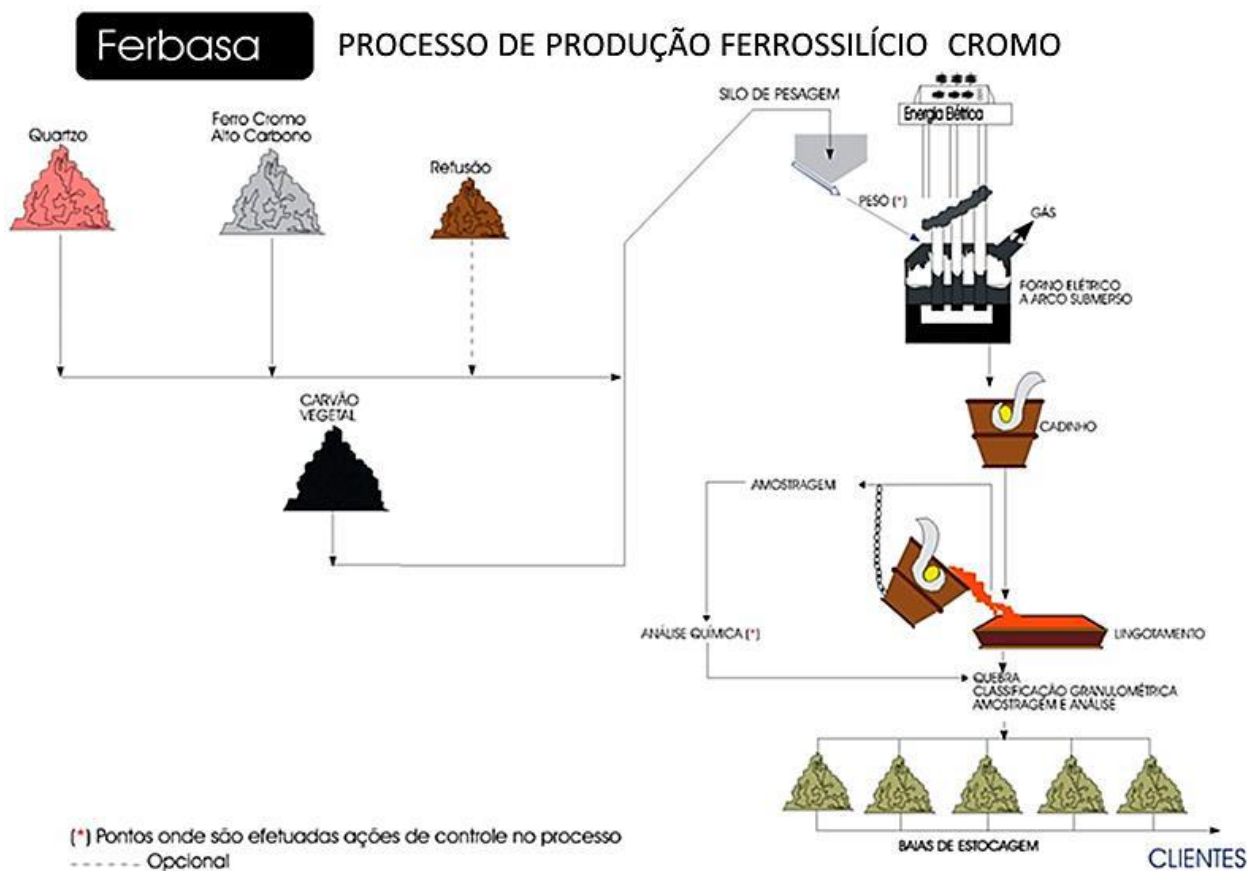 Ferbasa
PROCESSO DE PRODUÇÃO FERROSSILÍCIO CROMO
Quartzo
Ferro Cromo
Alto Carbono
Refusão
SILO DE PESAGEM
Energia Elétrica
PESO (*)
GÁS
FORNO ELÉTRICO
A ARCO SUBMERSO
CARVÃO
VEGETAL
CADINHO
AMOSTRAGEM
ANÁLISE QUÍMICA (*)
LINGOTAMENTO
QUEBRA
CLASSIFICAÇÃO GRANULOMÉTRICA
AMOSTRAGEM E ANÁLISE
(*) Pontos onde são efetuadas ações de controle no processo
------- Opcional
BAIAS DE ESTOCAGEM
CLIENTES